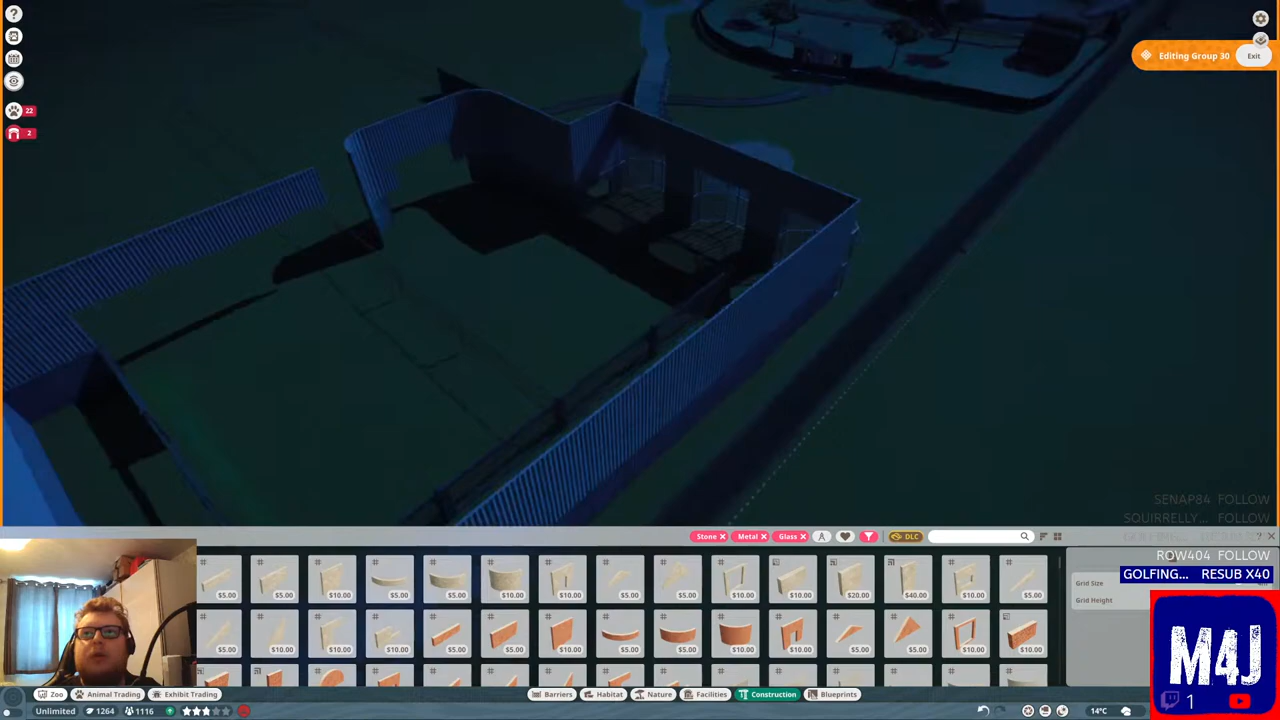 ?
Editing Group 30
Exit
22
2
SENAP84 FOLLOW
SQUIRRELLY... FOLLOW
Stone
Metal
Glass
DLC
ROW404 FOLLOW
GOLFING... RESUB X40
Grid Size
Grid Height
$5.00 $5.00 $10.00 $5.00 $5.00 $10.00 $10.00 $5.00 $5.00 $10.00 $20.00 $40.00 $10.00 $5.00
$5.00 $5.00 $10.00 $10.00 $5.00 $5.00 $10.00 $5.00 $5.00 $10.00 $10.00 $5.00 $5.00 $10.00 $10.00
M4J
1
Zoo
Animal Trading
Exhibit Trading
Barriers
Habitat
Nature
Facilities
Construction
Blueprints
Unlimited
1264
1116
14°C